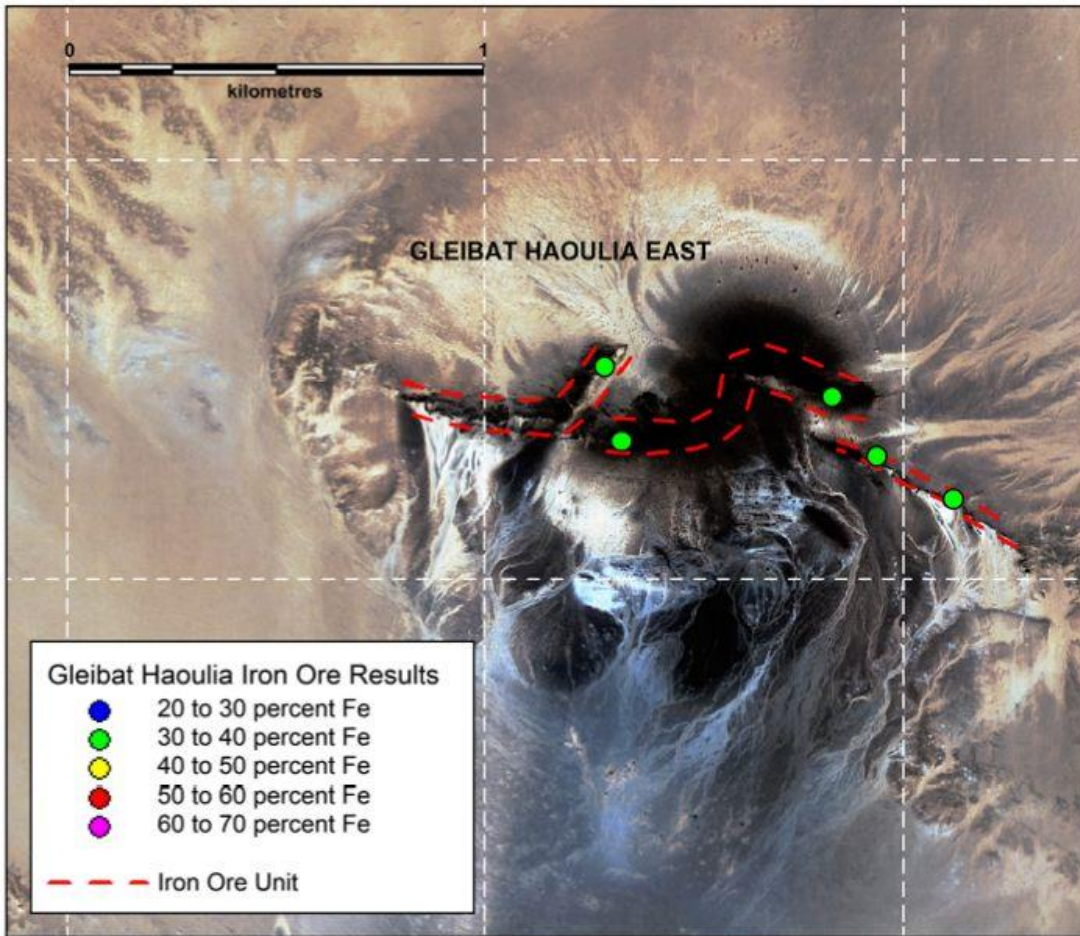 0 1
kilometres
GLEIBAT HAOULIA EAST
Gleibat Haoulia Iron Ore Results
20 to 30 percent Fe
30 to 40 percent Fe
40 to 50 percent Fe
50 to 60 percent Fe
60 to 70 percent Fe
Iron Ore Unit